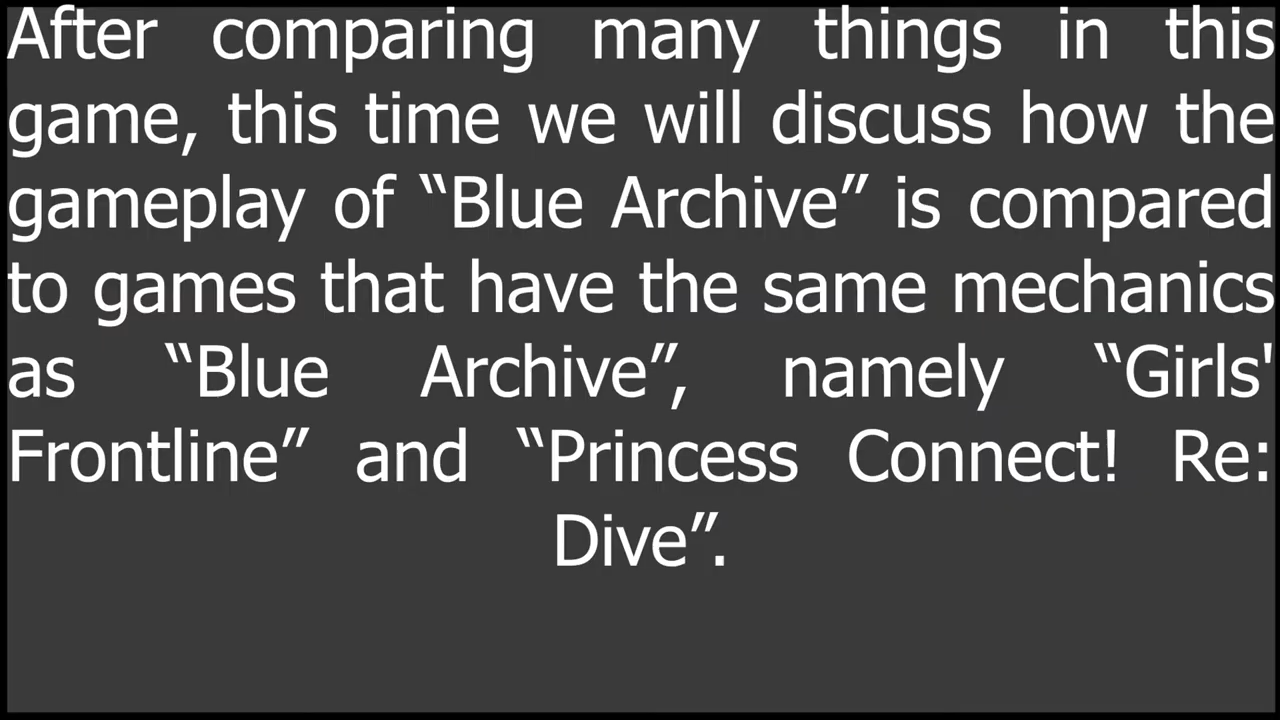 After comparing many things in this
game, this time we will discuss how the
gameplay of “Blue Archive” is compared
to games that have the same mechanics
as “Blue Archive”, namely “Girls'
Frontline” and “Princess Connect! Re:
Dive”.